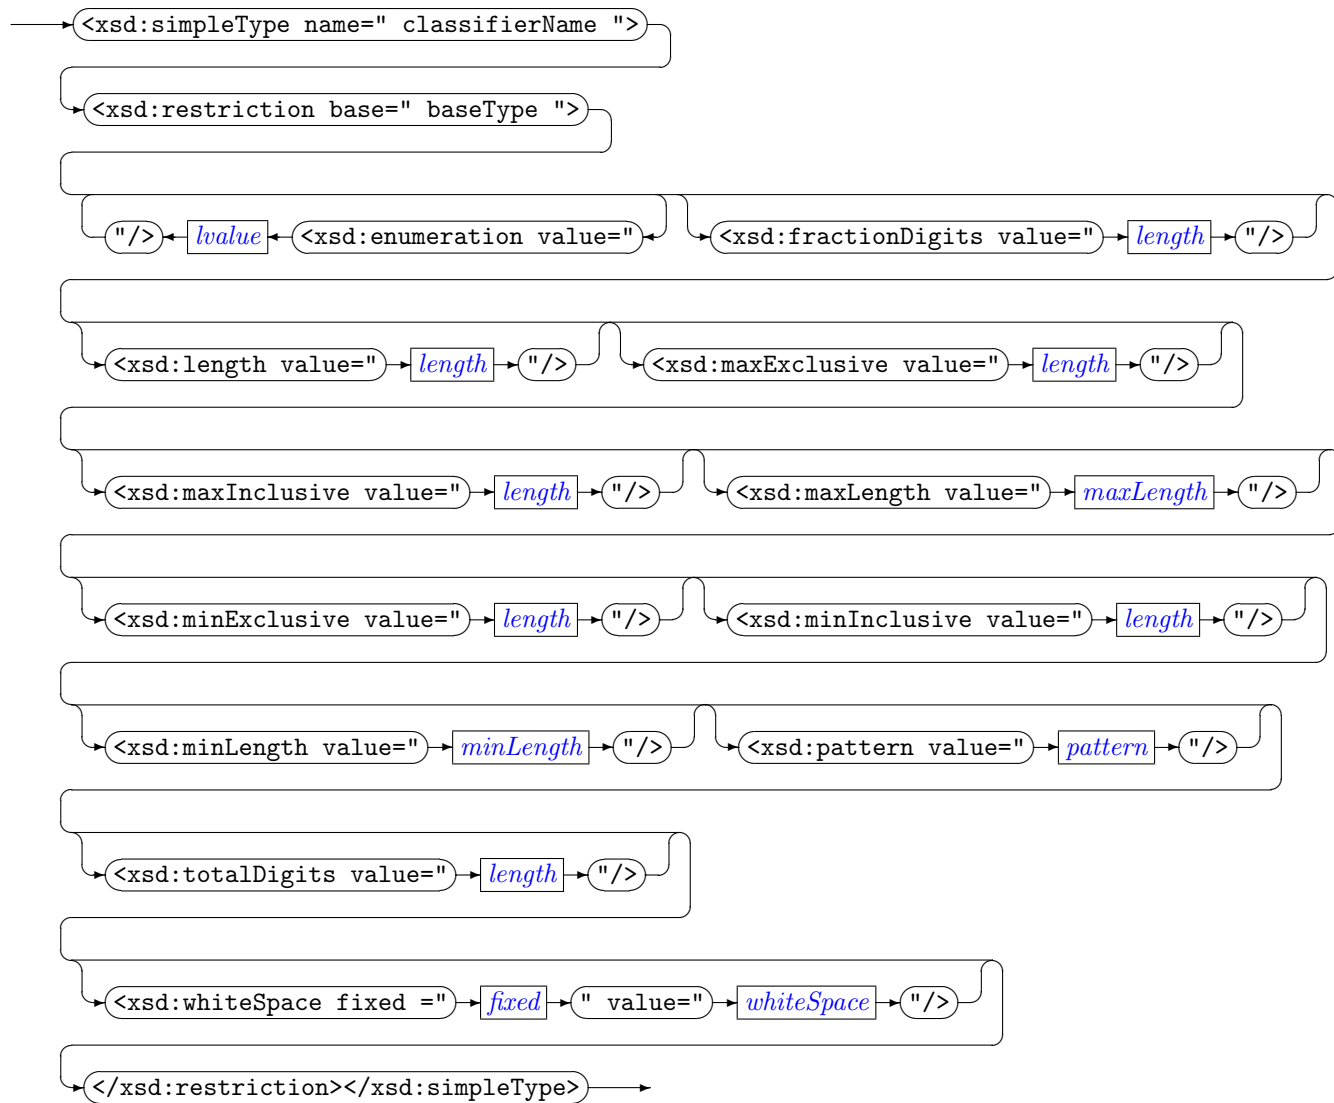 <xsd:simpleType name=" classifierName ">
<xsd:restriction base=" baseType ">
"/> lvalue <xsd:enumeration value=" <xsd:fractionDigits value=" length "/>
<xsd:length value=" length "/> <xsd:maxExclusive value=" length "/>
<xsd:maxInclusive value=" length "/> <xsd:maxLength value=" maxLength "/>
<xsd:minExclusive value=" length "/> <xsd:minInclusive value=" length "/>
<xsd:minLength value=" minLength "/> <xsd:pattern value=" pattern "/>
<xsd:totalDigits value=" length "/>
<xsd:whiteSpace fixed =" fixed " value=" whiteSpace "/>
</xsd:restriction></xsd:simpleType>